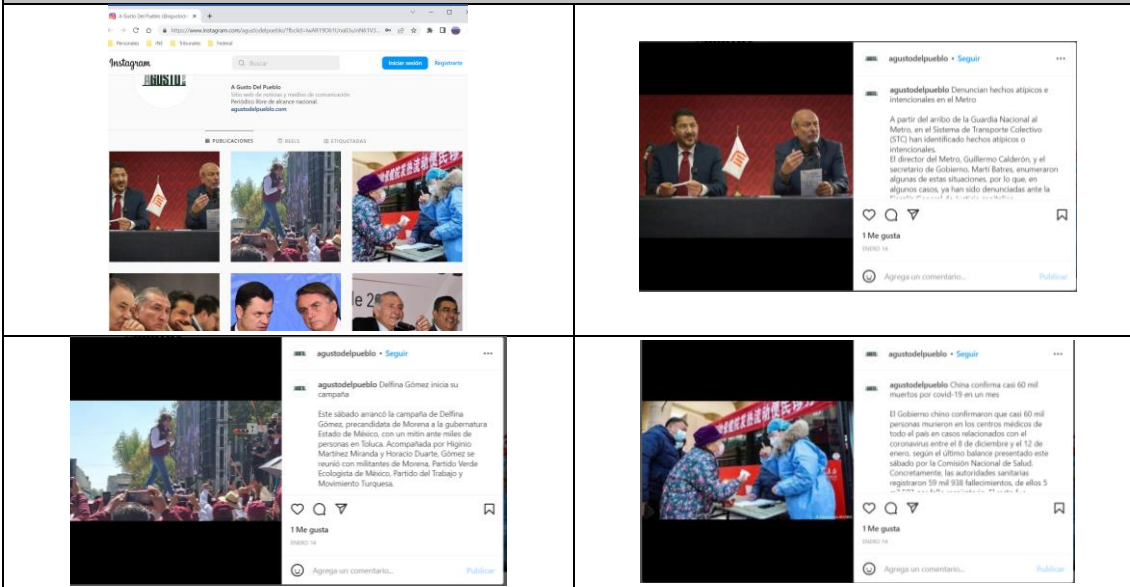 A Gusto Del Pueblo (@agustod
https://www.instagram.com/agustodelpueblo/
Personales
INE
Tribunales
Federal
Instagram
Buscar
Iniciar sesión
Regístrarte
AGUSTO
A Gusto Del Pueblo
Sitio web de noticias y medios de comunicación
Periódico libre de alcance nacional.
agustodelpueblo.com
PUBLICACIONES
REELS
ETIQUETADAS
agustodelpueblo • Seguir
agustodelpueblo Denuncian hechos atípicos e
intencionales en el Metro
A partir del arribo de la Guardia Nacional al
Metro, en el Sistema de Transporte Colectivo
(STC) han identificado hechos atípicos o
intencionales.
El director del Metro, Guillermo Calderón, y el
secretario de Gobierno, Martí Batres, enumeraron
algunas de estas situaciones, por lo que, en
algunos casos, ya han sido denunciadas ante la
Fiscalía General de Justicia capitalina
1 Me gusta
ENERO 14
Agrega un comentario...
Publicar
agustodelpueblo • Seguir
agustodelpueblo Delfina Gómez inicia su
campaña
Este sábado arrancó la campaña de Delfina
Gómez, precandidata de Morena a la gubernatura
Estado de México, con un mitin ante miles de
personas en Toluca. Acompañada por Higinio
Martínez Miranda y Horacio Duarte, Gómez se
reunió con militantes de Morena, Partido Verde
Ecologista de México, Partido del Trabajo y
Movimiento Turquesa.
1 Me gusta
ENERO 14
Agrega un comentario...
Publicar
agustodelpueblo • Seguir
agustodelpueblo China confirma casi 60 mil
muertos por covid-19 en un mes
El Gobierno chino confirmaron que casi 60 mil
personas murieron en los centros médicos de
todo el país en casos relacionados con el
coronavirus entre el 8 de diciembre y el 12 de
enero, según el último balance presentado este
sábado por la Comisión Nacional de Salud.
Concretamente, las autoridades sanitarias
registraron 59 mil 938 fallecimientos, de ellos 5
1 Me gusta
ENERO 14
Agrega un comentario...
Publicar